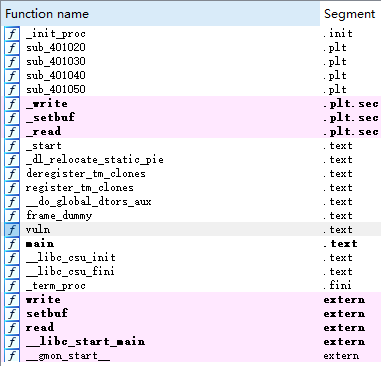 Function name Segment
f _init_proc .init
f sub_401020 .plt
f sub_401030 .plt
f sub_401040 .plt
f sub_401050 .plt
f _write .plt.sec
f _setbuf .plt.sec
f _read .plt.sec
f _start .text
f _dl_relocate_static_pie .text
f deregister_tm_clones .text
f register_tm_clones .text
f __do_global_dtors_aux .text
f frame_dummy .text
f vuln .text
f main .text
f __libc_csu_init .text
f __libc_csu_fini .text
f _term_proc .fini
f write extern
f setbuf extern
f read extern
f __libc_start_main extern
f __gmon_start__ extern